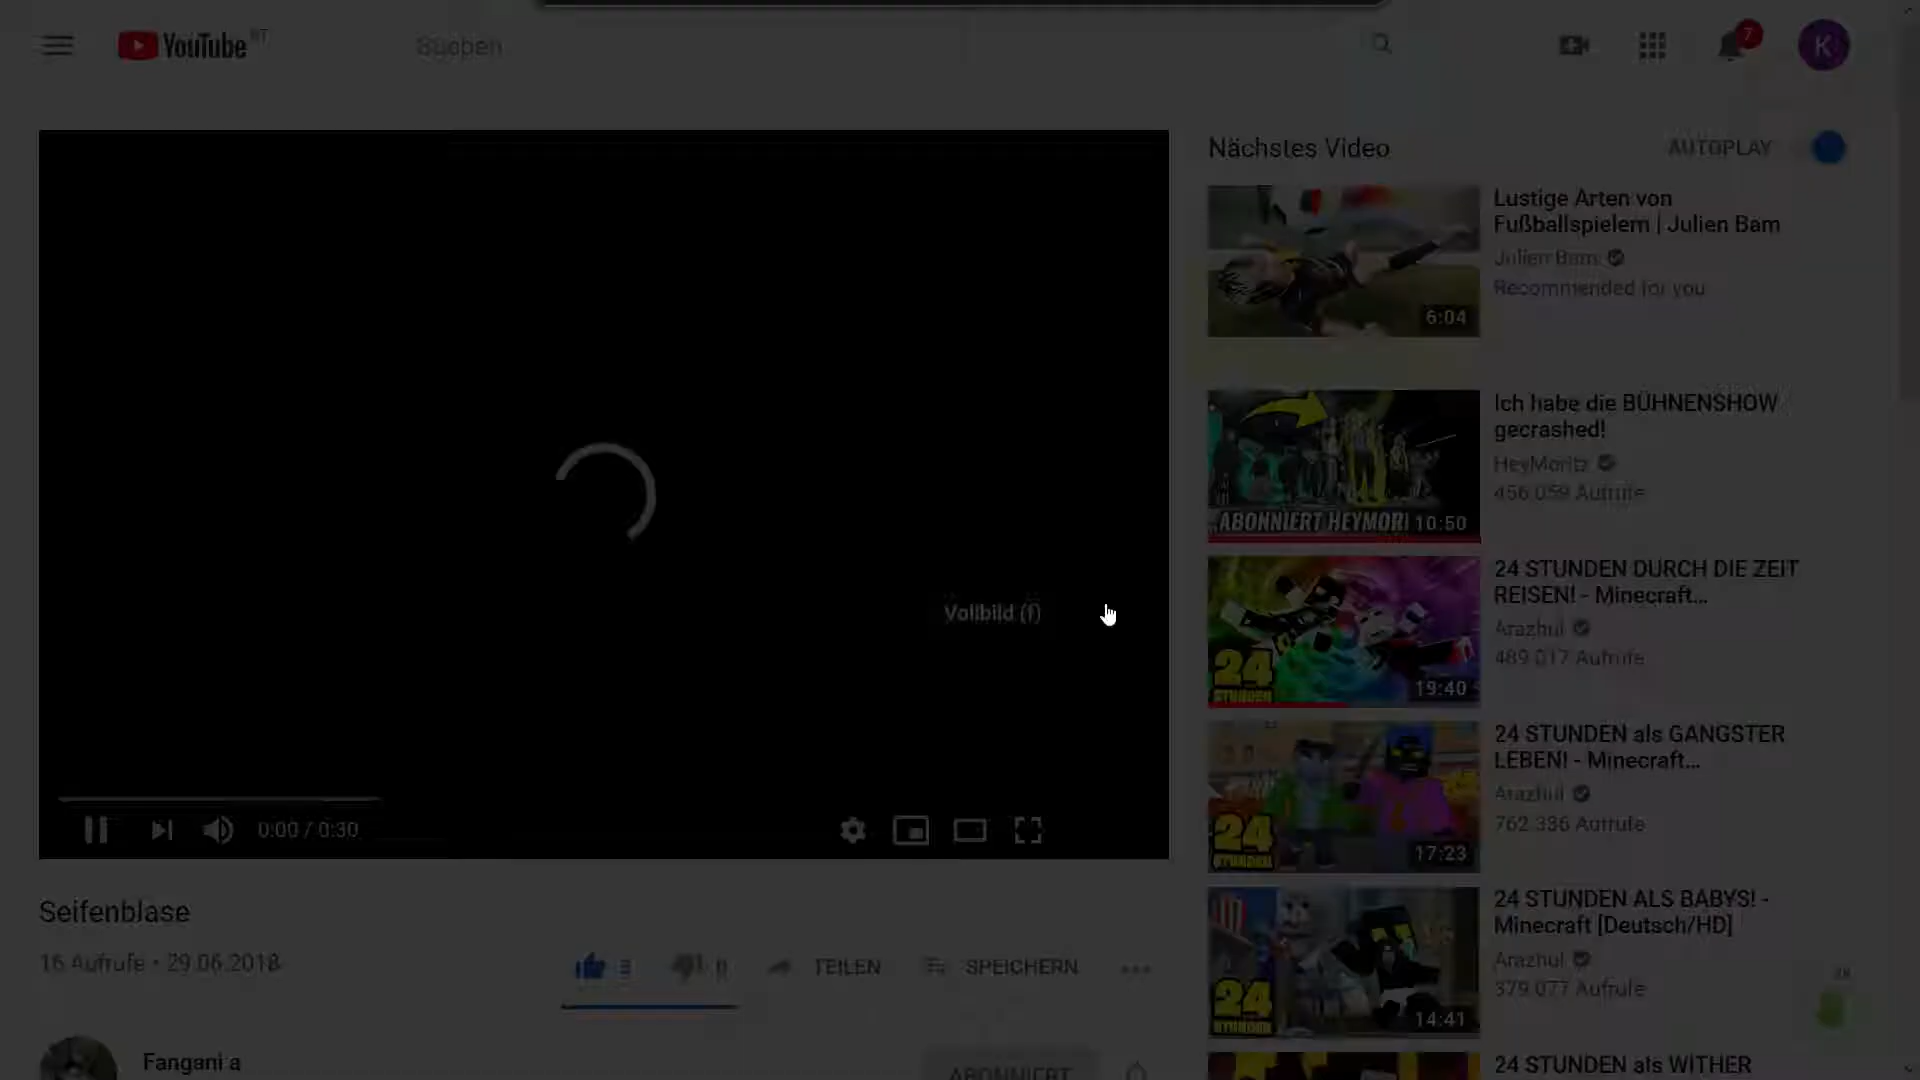 YouTube
Suchen
7
K
Nächstes Video
AUTOPLAY
Lustige Arten von
Fußballspielern | Julien Bam
Julien Bam
Recommended for you
6:04
Ich habe die BÜHNENSHOW
gecrashed!
HeyMoritz
456.059 Aufrufe
ABONNIERT HEYMORI
10:50
24 STUNDEN DURCH DIE ZEIT
REISEN! - Minecraft...
Arazhul
489.017 Aufrufe
24
STUNDEN
19:40
24 STUNDEN als GANGSTER
LEBEN! - Minecraft...
Arazhul
762.336 Aufrufe
24
STUNDEN
17:23
24 STUNDEN ALS BABYS! -
Minecraft [Deutsch/HD]
Arazhul
379.077 Aufrufe
24
STUNDEN
14:41
24 STUNDEN als WITHER
Vollbild (f)
0:00 / 0:30
Seifenblase
16 Aufrufe • 29.06.2018
3
0
TEILEN
SPEICHERN
Fangani a
ABONNIERT